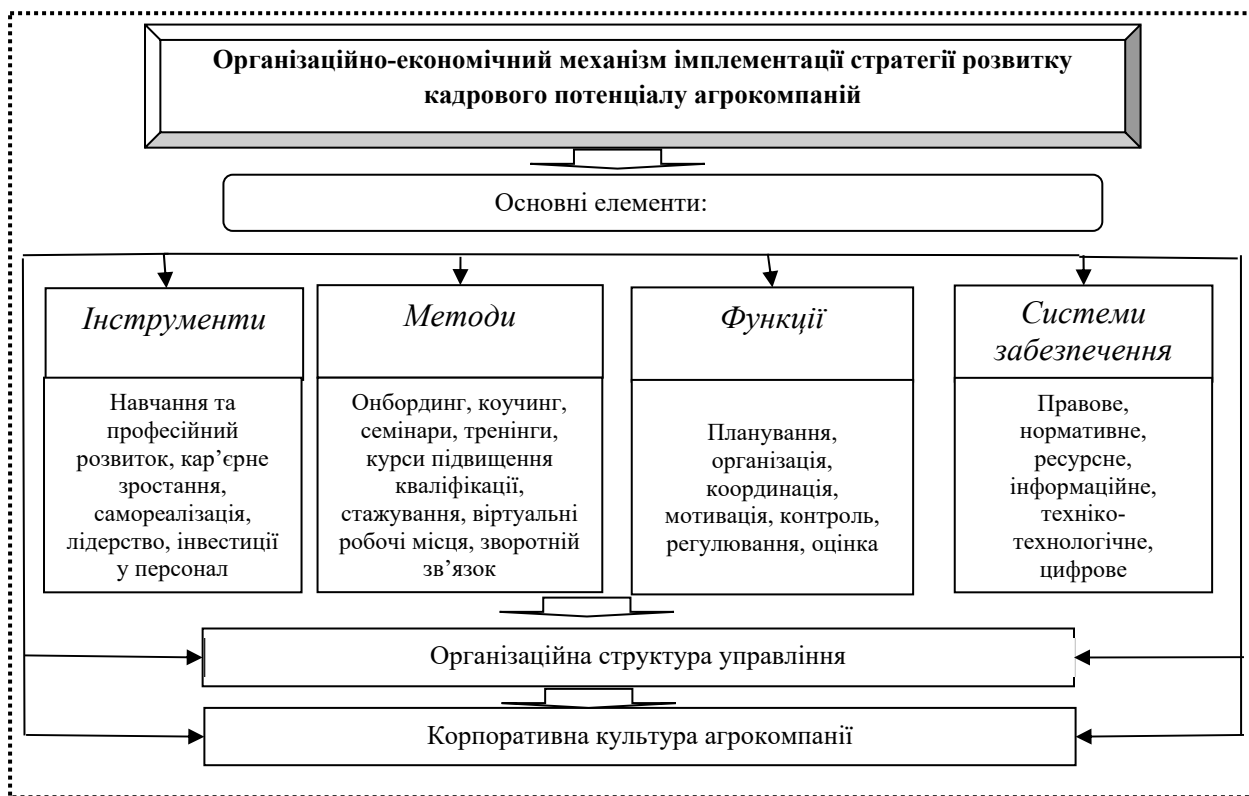 Організаційно-економічний механізм імплементації стратегії розвитку
кадрового потенціалу агрокомпаній
Основні елементи:
Інструменти
Навчання та
професійний
розвиток, кар’єрне
зростання,
самореалізація,
лідерство, інвестиції
у персонал
Методи
Онбординг, коучинг,
семінари, тренінги,
курси підвищення
кваліфікації,
стажування, віртуальні
робочі місця, зворотній
зв’язок
Функції
Планування,
організація,
координація,
мотивація, контроль,
регулювання, оцінка
Системи
забезпечення
Правове,
нормативне,
ресурсне,
інформаційне,
техніко-
технологічне,
цифрове
Організаційна структура управління
Корпоративна культура агрокомпанії